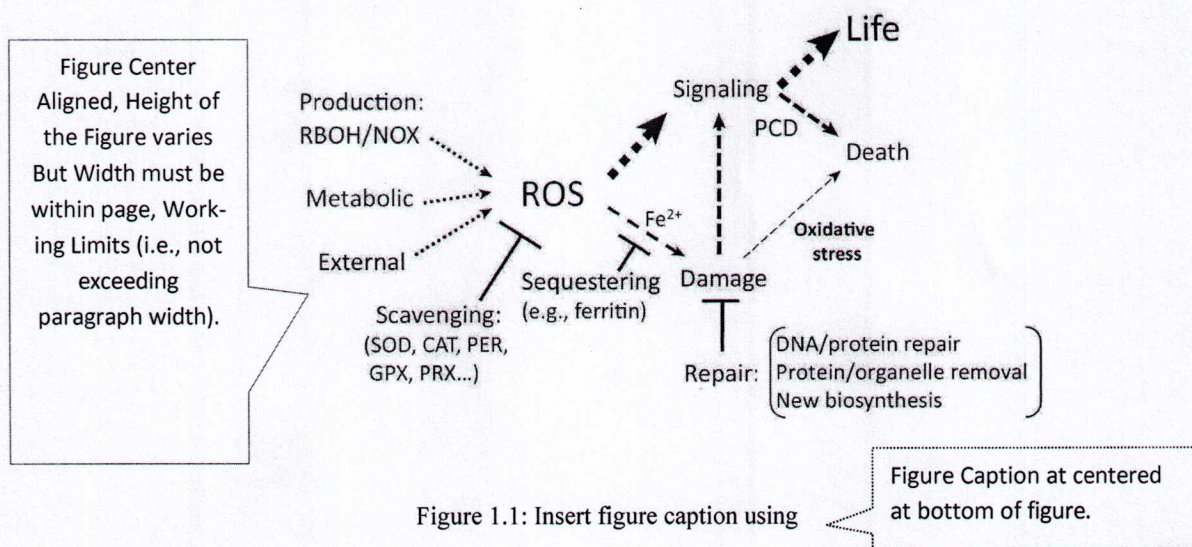 Figure Center
Aligned, Height of
the Figure varies
But Width must be
within page, Work-
ing Limits (i.e., not
exceeding
paragraph width).
Life
Signaling
PCD
Death
Production:
RBOH/NOX
Metabolic
External
ROS
Fe²⁺
Oxidative
stress
Damage
Sequestering
(e.g., ferritin)
Scavenging:
(SOD, CAT, PER,
GPX, PRX...)
Repair:
DNA/protein repair
Protein/organelle removal
New biosynthesis
Figure 1.1: Insert figure caption using
Figure Caption at centered
at bottom of figure.